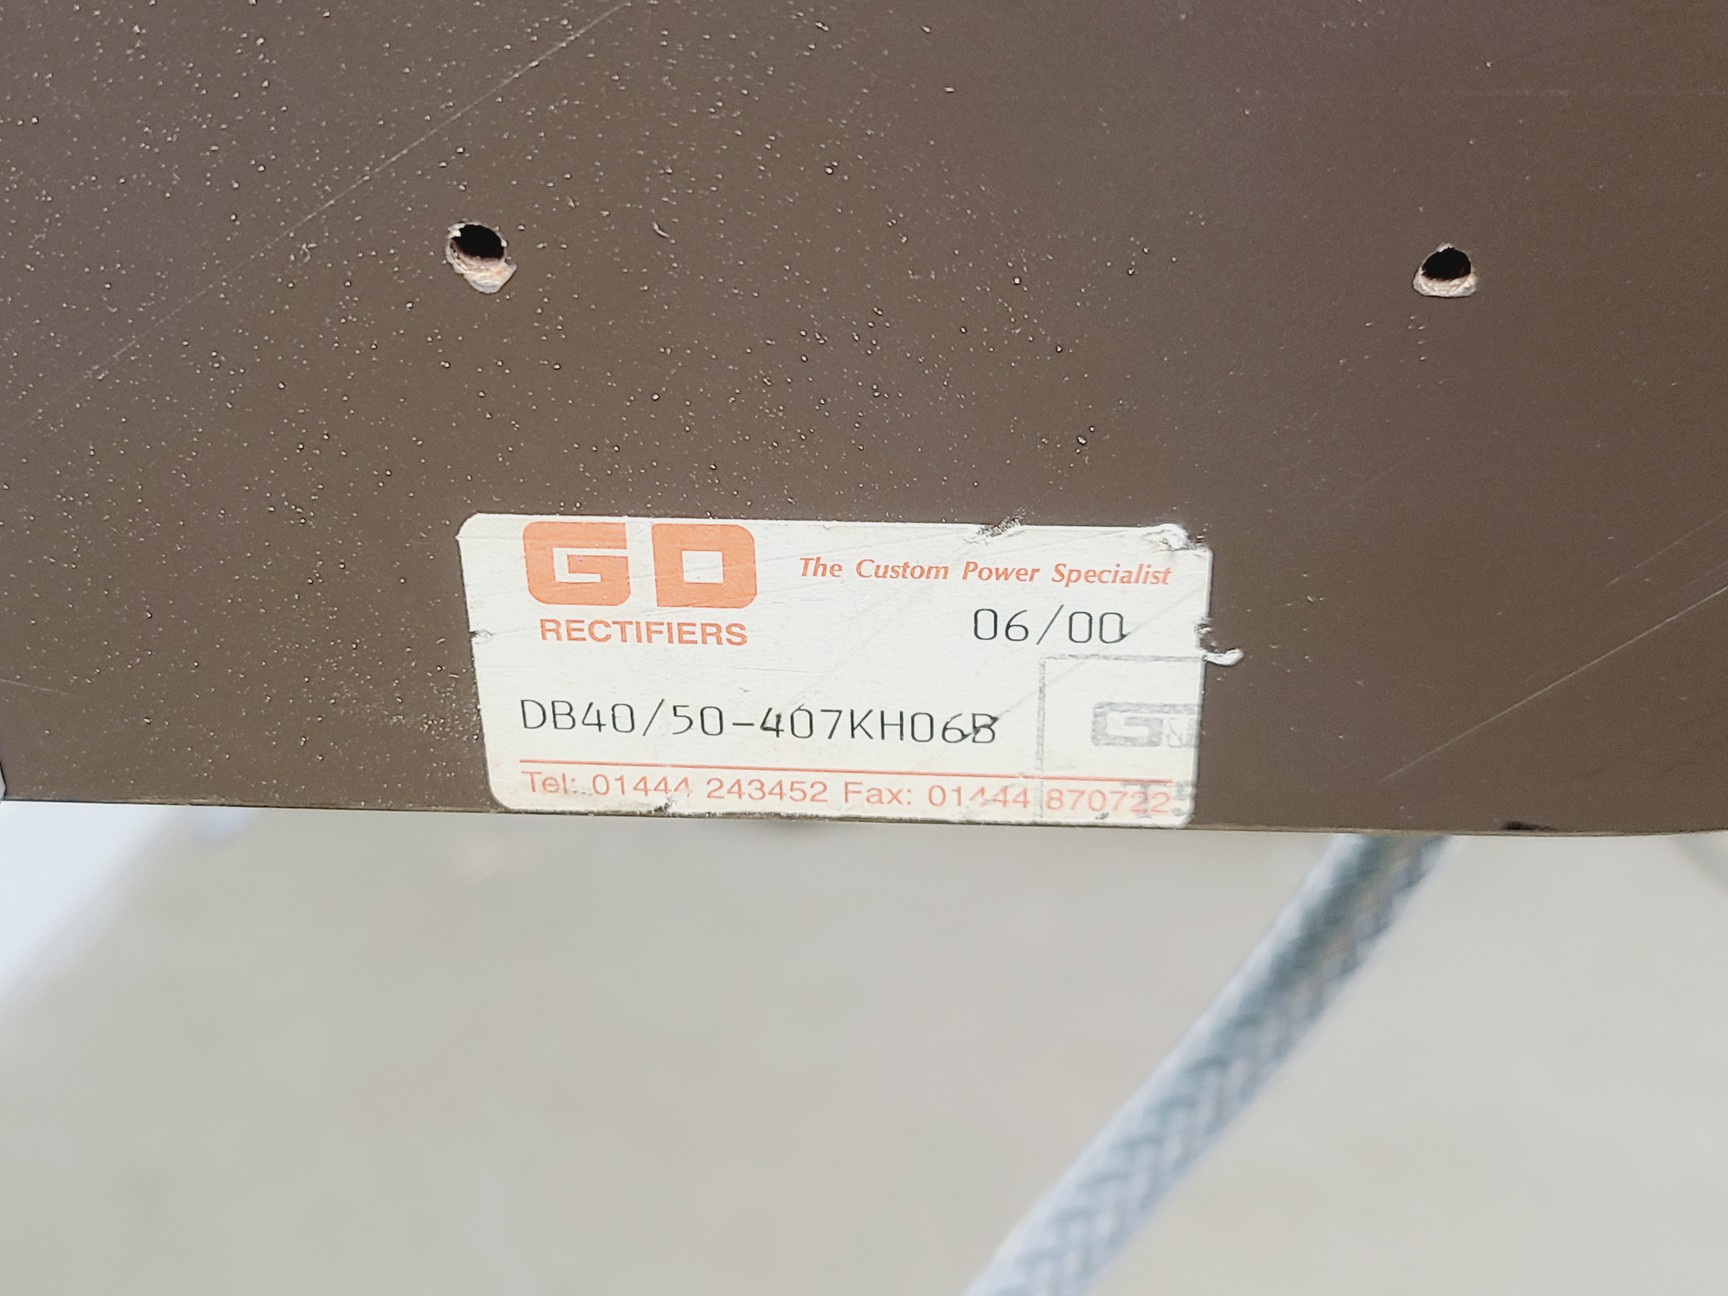 GD
RECTIFIERS
The Custom Power Specialist
06/00
DB40/50-407KH06B
Tel: 01444 243452 Fax: 01444 870722